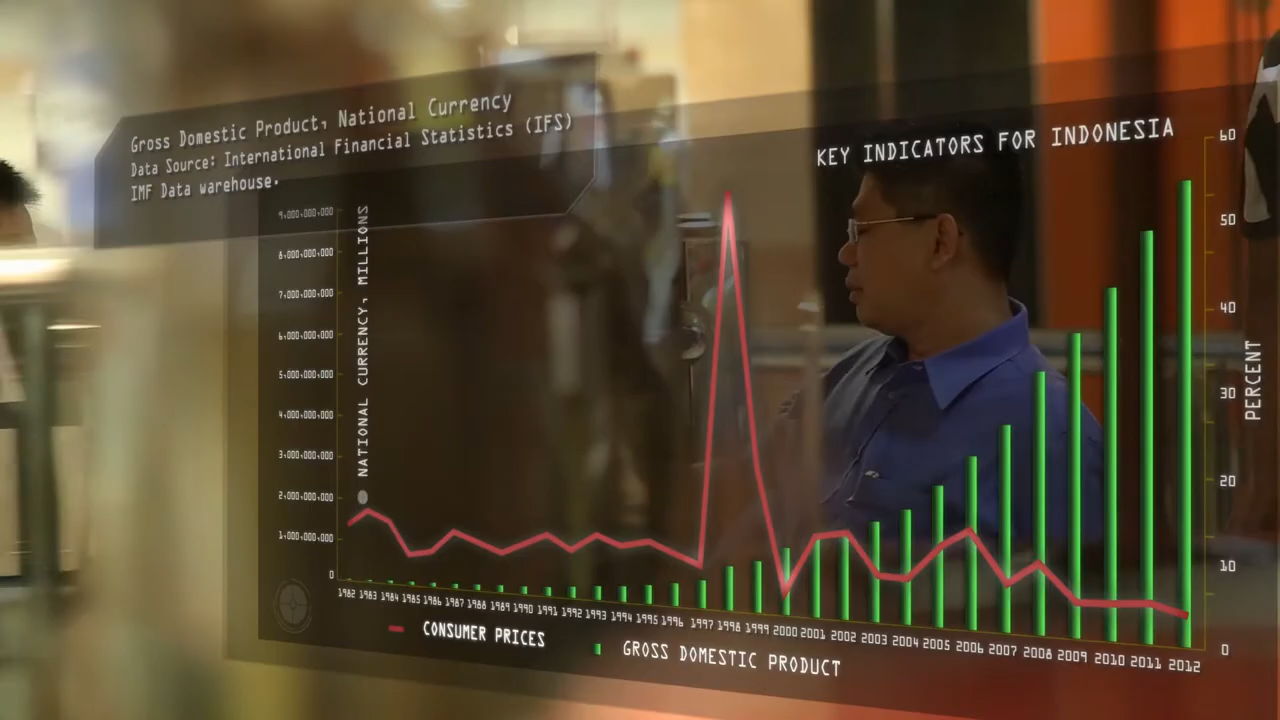 Gross Domestic Product, National Currency
Data Source: International Financial Statistics (IFS)
IMF Data warehouse.
KEY INDICATORS FOR INDONESIA
9,000,000,000
8,000,000,000
7,000,000,000
6,000,000,000
5,000,000,000
4,000,000,000
3,000,000,000
2,000,000,000
1,000,000,000
0
NATIONAL CURRENCY, MILLIONS
60
50
40
30
20
10
0
PERCENT
1982 1983 1984 1985 1986 1987 1988 1989 1990 1991 1992 1993 1994 1995 1996 1997 1998 1999 2000 2001 2002 2003 2004 2005 2006 2007 2008 2009 2010 2011 2012
CONSUMER PRICES
GROSS DOMESTIC PRODUCT